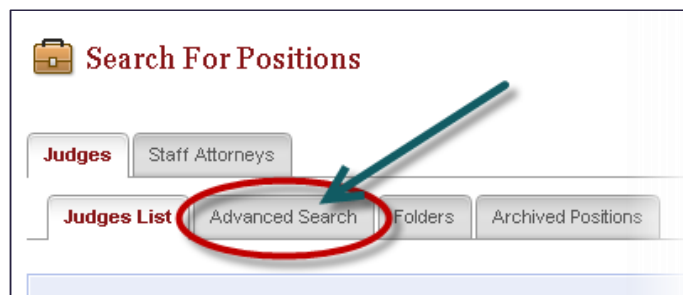 Search For Positions
Judges Staff Attorneys
Judges List Advanced Search Folders Archived Positions